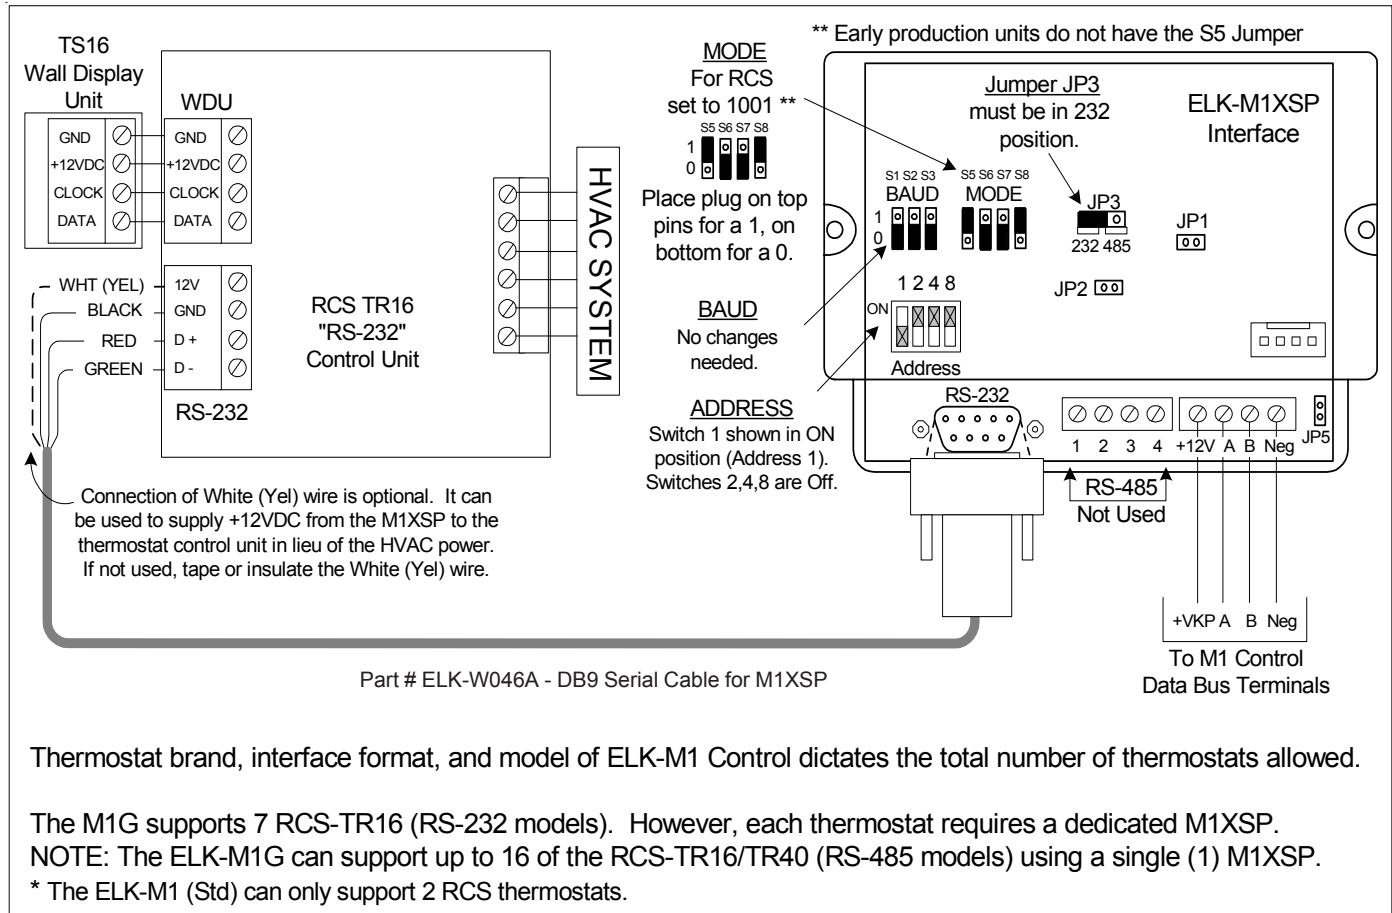 TS16
Wall Display
Unit
WDU
GND
+12VDC
CLOCK
DATA
GND
+12VDC
CLOCK
DATA
WHT (YEL)
BLACK
RED
GREEN
12V
GND
D +
D -
RS-232
RCS TR16
"RS-232"
Control Unit
HVAC SYSTEM
Connection of White (Yel) wire is optional. It can
be used to supply +12VDC from the M1XSP to the
thermostat control unit in lieu of the HVAC power.
If not used, tape or insulate the White (Yel) wire.
Part # ELK-W046A - DB9 Serial Cable for M1XSP
** Early production units do not have the S5 Jumper
MODE
For RCS
set to 1001 **
S5 S6 S7 S8
1
0
Place plug on top
pins for a 1, on
bottom for a 0.
BAUD
No changes
needed.
ADDRESS
Switch 1 shown in ON
position (Address 1).
Switches 2,4,8 are Off.
Jumper JP3
must be in 232
position.
ELK-M1XSP
Interface
S1 S2 S3
BAUD
1
0
S5 S6 S7 S8
MODE
JP3
232 485
JP1
JP2
1 2 4 8
ON
Address
RS-232
1 2 3 4
+12V A B Neg
JP5
RS-485
Not Used
+VKP A B Neg
To M1 Control
Data Bus Terminals
Thermostat brand, interface format, and model of ELK-M1 Control dictates the total number of thermostats allowed.
The M1G supports 7 RCS-TR16 (RS-232 models). However, each thermostat requires a dedicated M1XSP.
NOTE: The ELK-M1G can support up to 16 of the RCS-TR16/TR40 (RS-485 models) using a single (1) M1XSP.
* The ELK-M1 (Std) can only support 2 RCS thermostats.